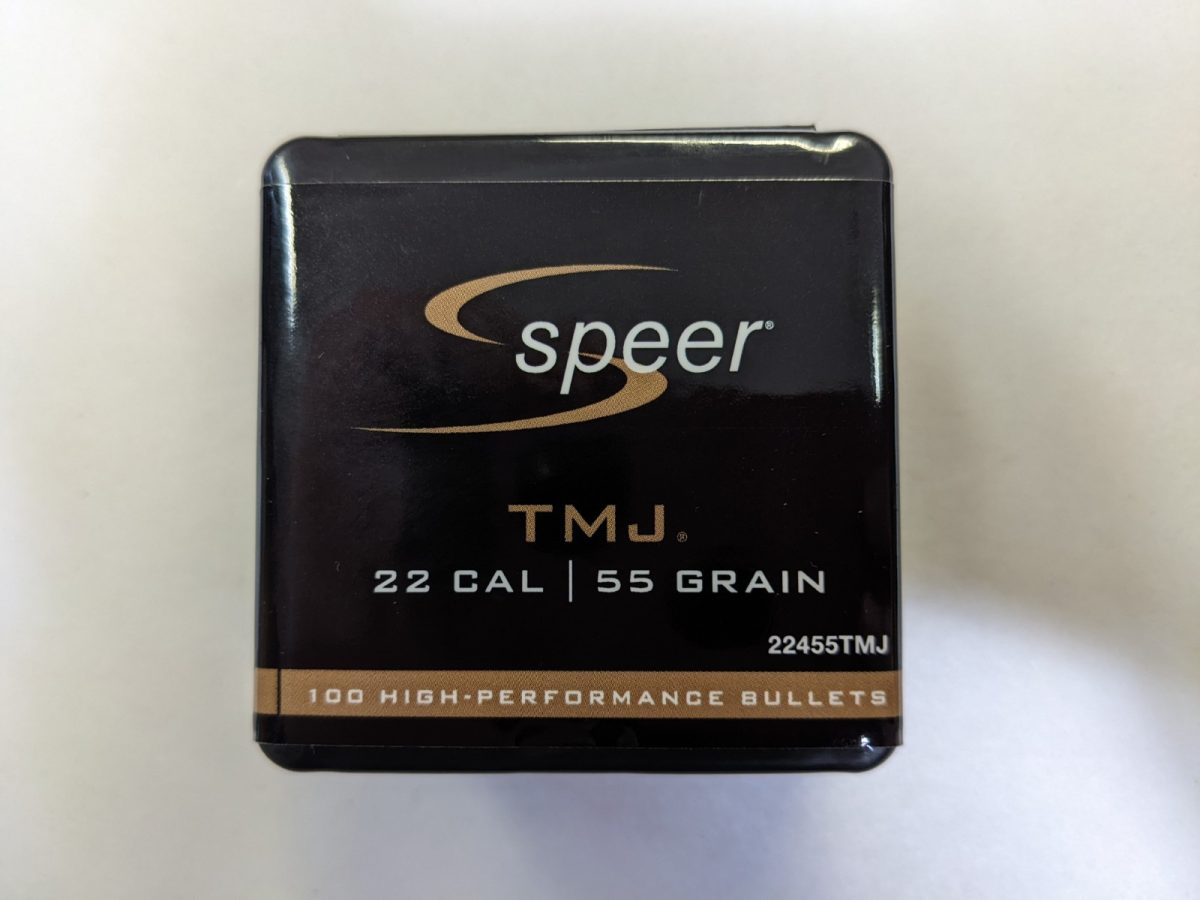 speer®
TMJ®
22 CAL | 55 GRAIN
22455TMJ
100 HIGH-PERFORMANCE BULLETS